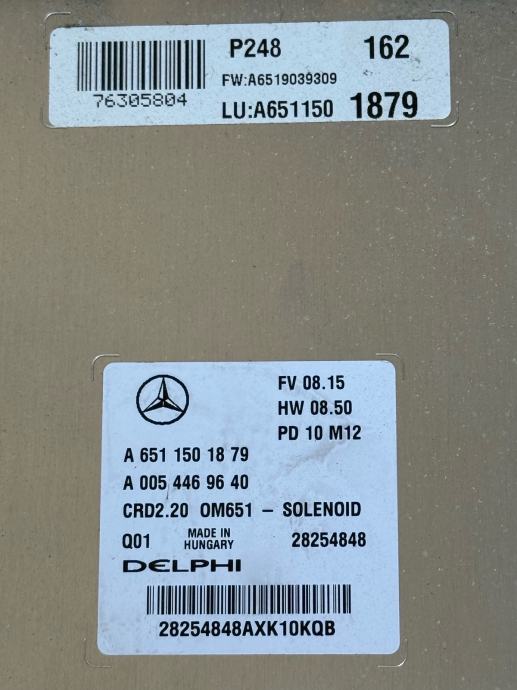 P248 162
FW:A6519039309
76305804
LU:A651150 1879
FV 08.15
HW 08.50
PD 10 M12
A 651 150 18 79
A 005 446 96 40
CRD2.20 OM651 – SOLENOID
Q01 MADE IN HUNGARY 28254848
DELPHI
28254848AXK10KQB